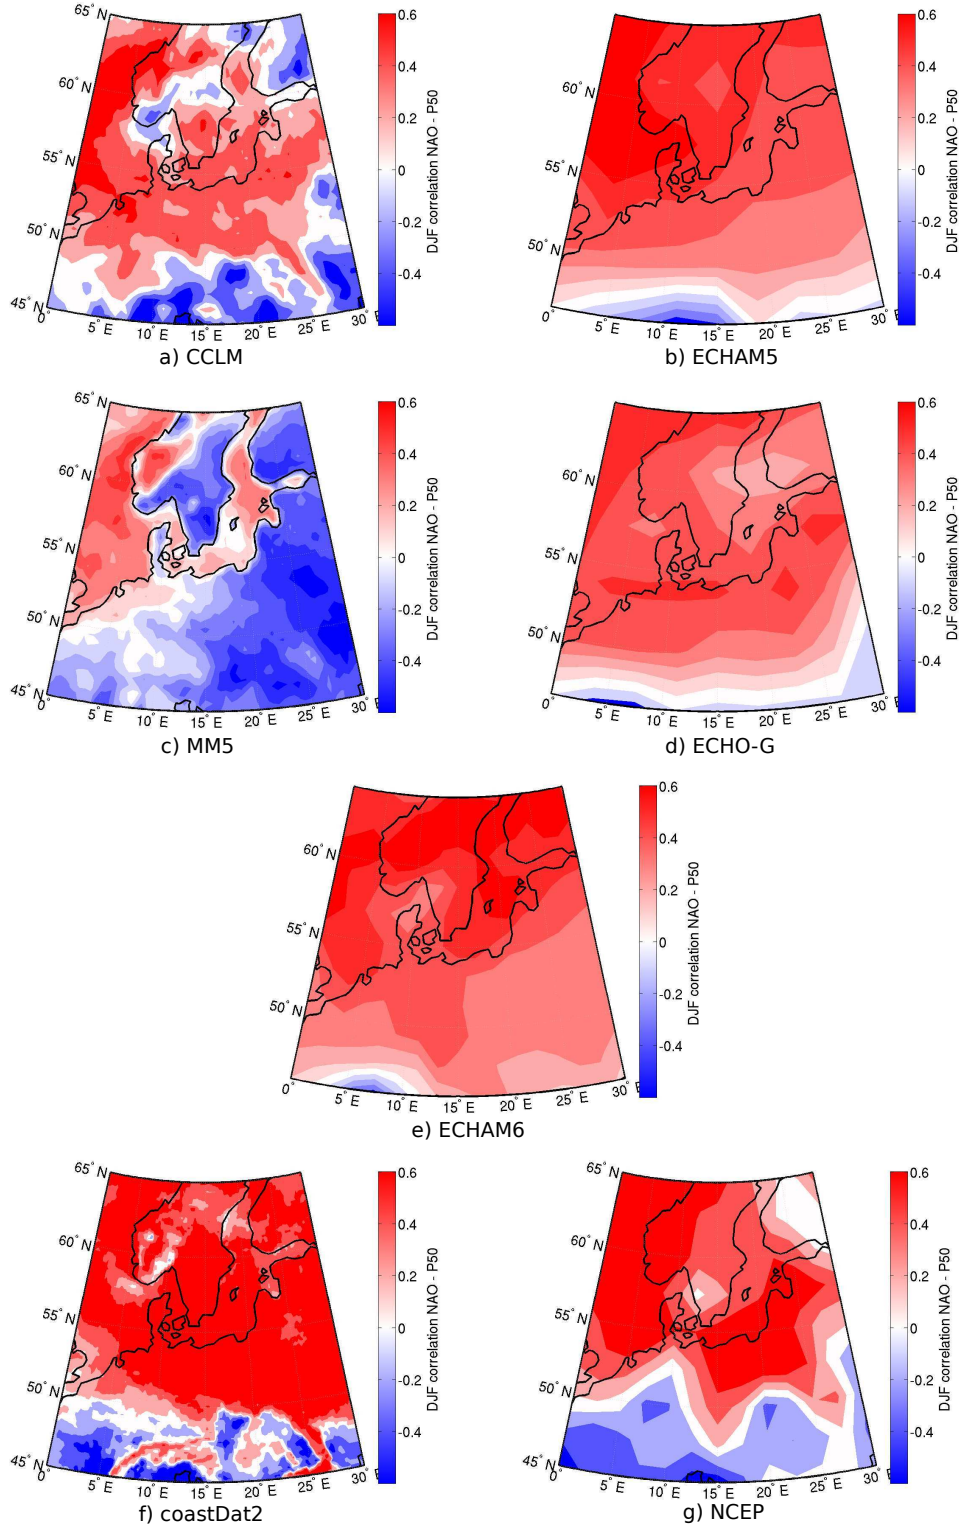 65° N
60° N
55° N
50° N
45° N
0°
5° E
10° E
15° E
20° E
25° E
30° E
0.6
0.4
0.2
0
-0.2
-0.4
DJF correlation NAO - P50
a) CCLM
65° N
60° N
55° N
50° N
45° N
0°
5° E
10° E
15° E
20° E
25° E
30° E
0.6
0.4
0.2
0
-0.2
-0.4
DJF correlation NAO - P50
b) ECHAM5
65° N
60° N
55° N
50° N
45° N
0°
5° E
10° E
15° E
20° E
25° E
30° E
0.6
0.4
0.2
0
-0.2
-0.4
DJF correlation NAO - P50
c) MM5
65° N
60° N
55° N
50° N
45° N
0°
5° E
10° E
15° E
20° E
25° E
30° E
0.6
0.4
0.2
0
-0.2
-0.4
DJF correlation NAO - P50
d) ECHO-G
60° N
55° N
50° N
0°
5° E
10° E
15° E
20° E
25° E
30° E
0.6
0.4
0.2
0
-0.2
-0.4
DJF correlation NAO - P50
e) ECHAM6
65° N
60° N
55° N
50° N
45° N
0°
5° E
10° E
15° E
20° E
25° E
30° E
0.6
0.4
0.2
0
-0.2
-0.4
DJF correlation NAO - P50
f) coastDat2
65° N
60° N
55° N
50° N
45° N
0°
5° E
10° E
15° E
20° E
25° E
30° E
0.6
0.4
0.2
0
-0.2
-0.4
DJF correlation NAO - P50
g) NCEP